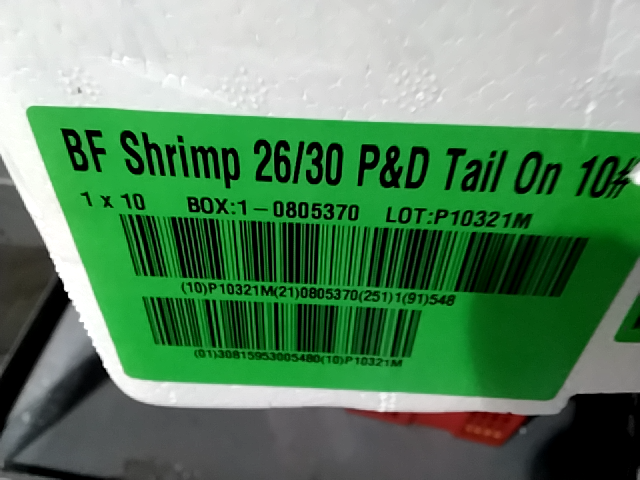 BF Shrimp 26/30 P&D Tail On 10#
1 x 10 BOX:1-0805370 LOT:P10321M
(10)P10321M(21)0805370(251)1(91)548
(01)30815953005480(10)P10321M